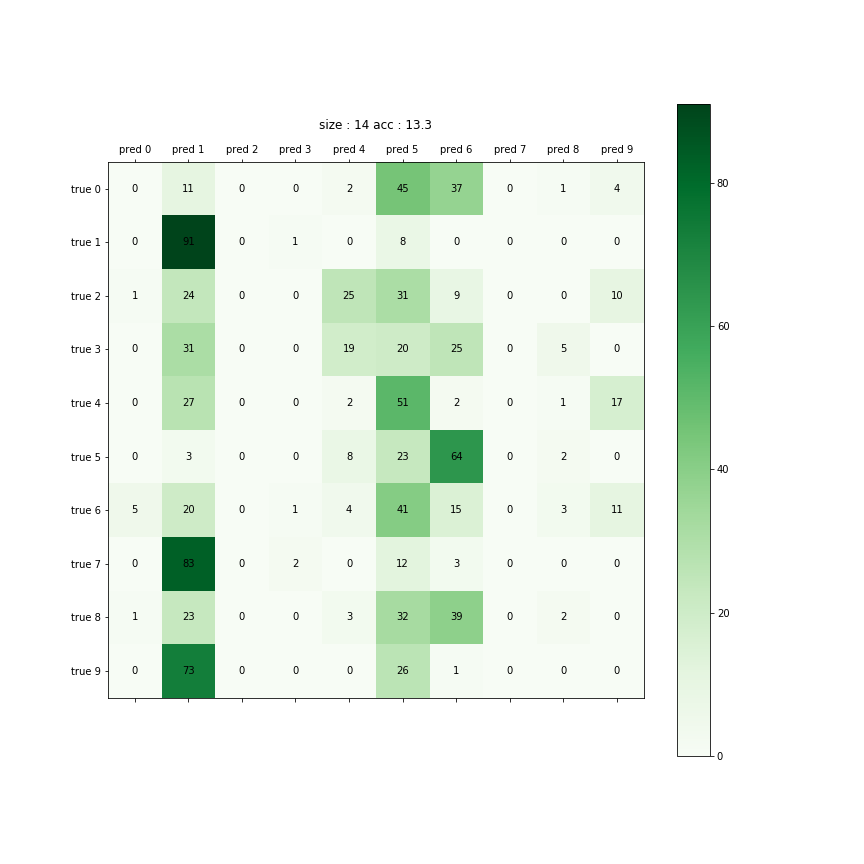 size : 14 acc : 13.3
pred 0 pred 1 pred 2 pred 3 pred 4 pred 5 pred 6 pred 7 pred 8 pred 9
true 0 0 11 0 0 2 45 37 0 1 4
true 1 0 91 0 1 0 8 0 0 0 0
true 2 1 24 0 0 25 31 9 0 0 10
true 3 0 31 0 0 19 20 25 0 5 0
true 4 0 27 0 0 2 51 2 0 1 17
true 5 0 3 0 0 8 23 64 0 2 0
true 6 5 20 0 1 4 41 15 0 3 11
true 7 0 83 0 2 0 12 3 0 0 0
true 8 1 23 0 0 3 32 39 0 2 0
true 9 0 73 0 0 0 26 1 0 0 0
80
60
40
20
0